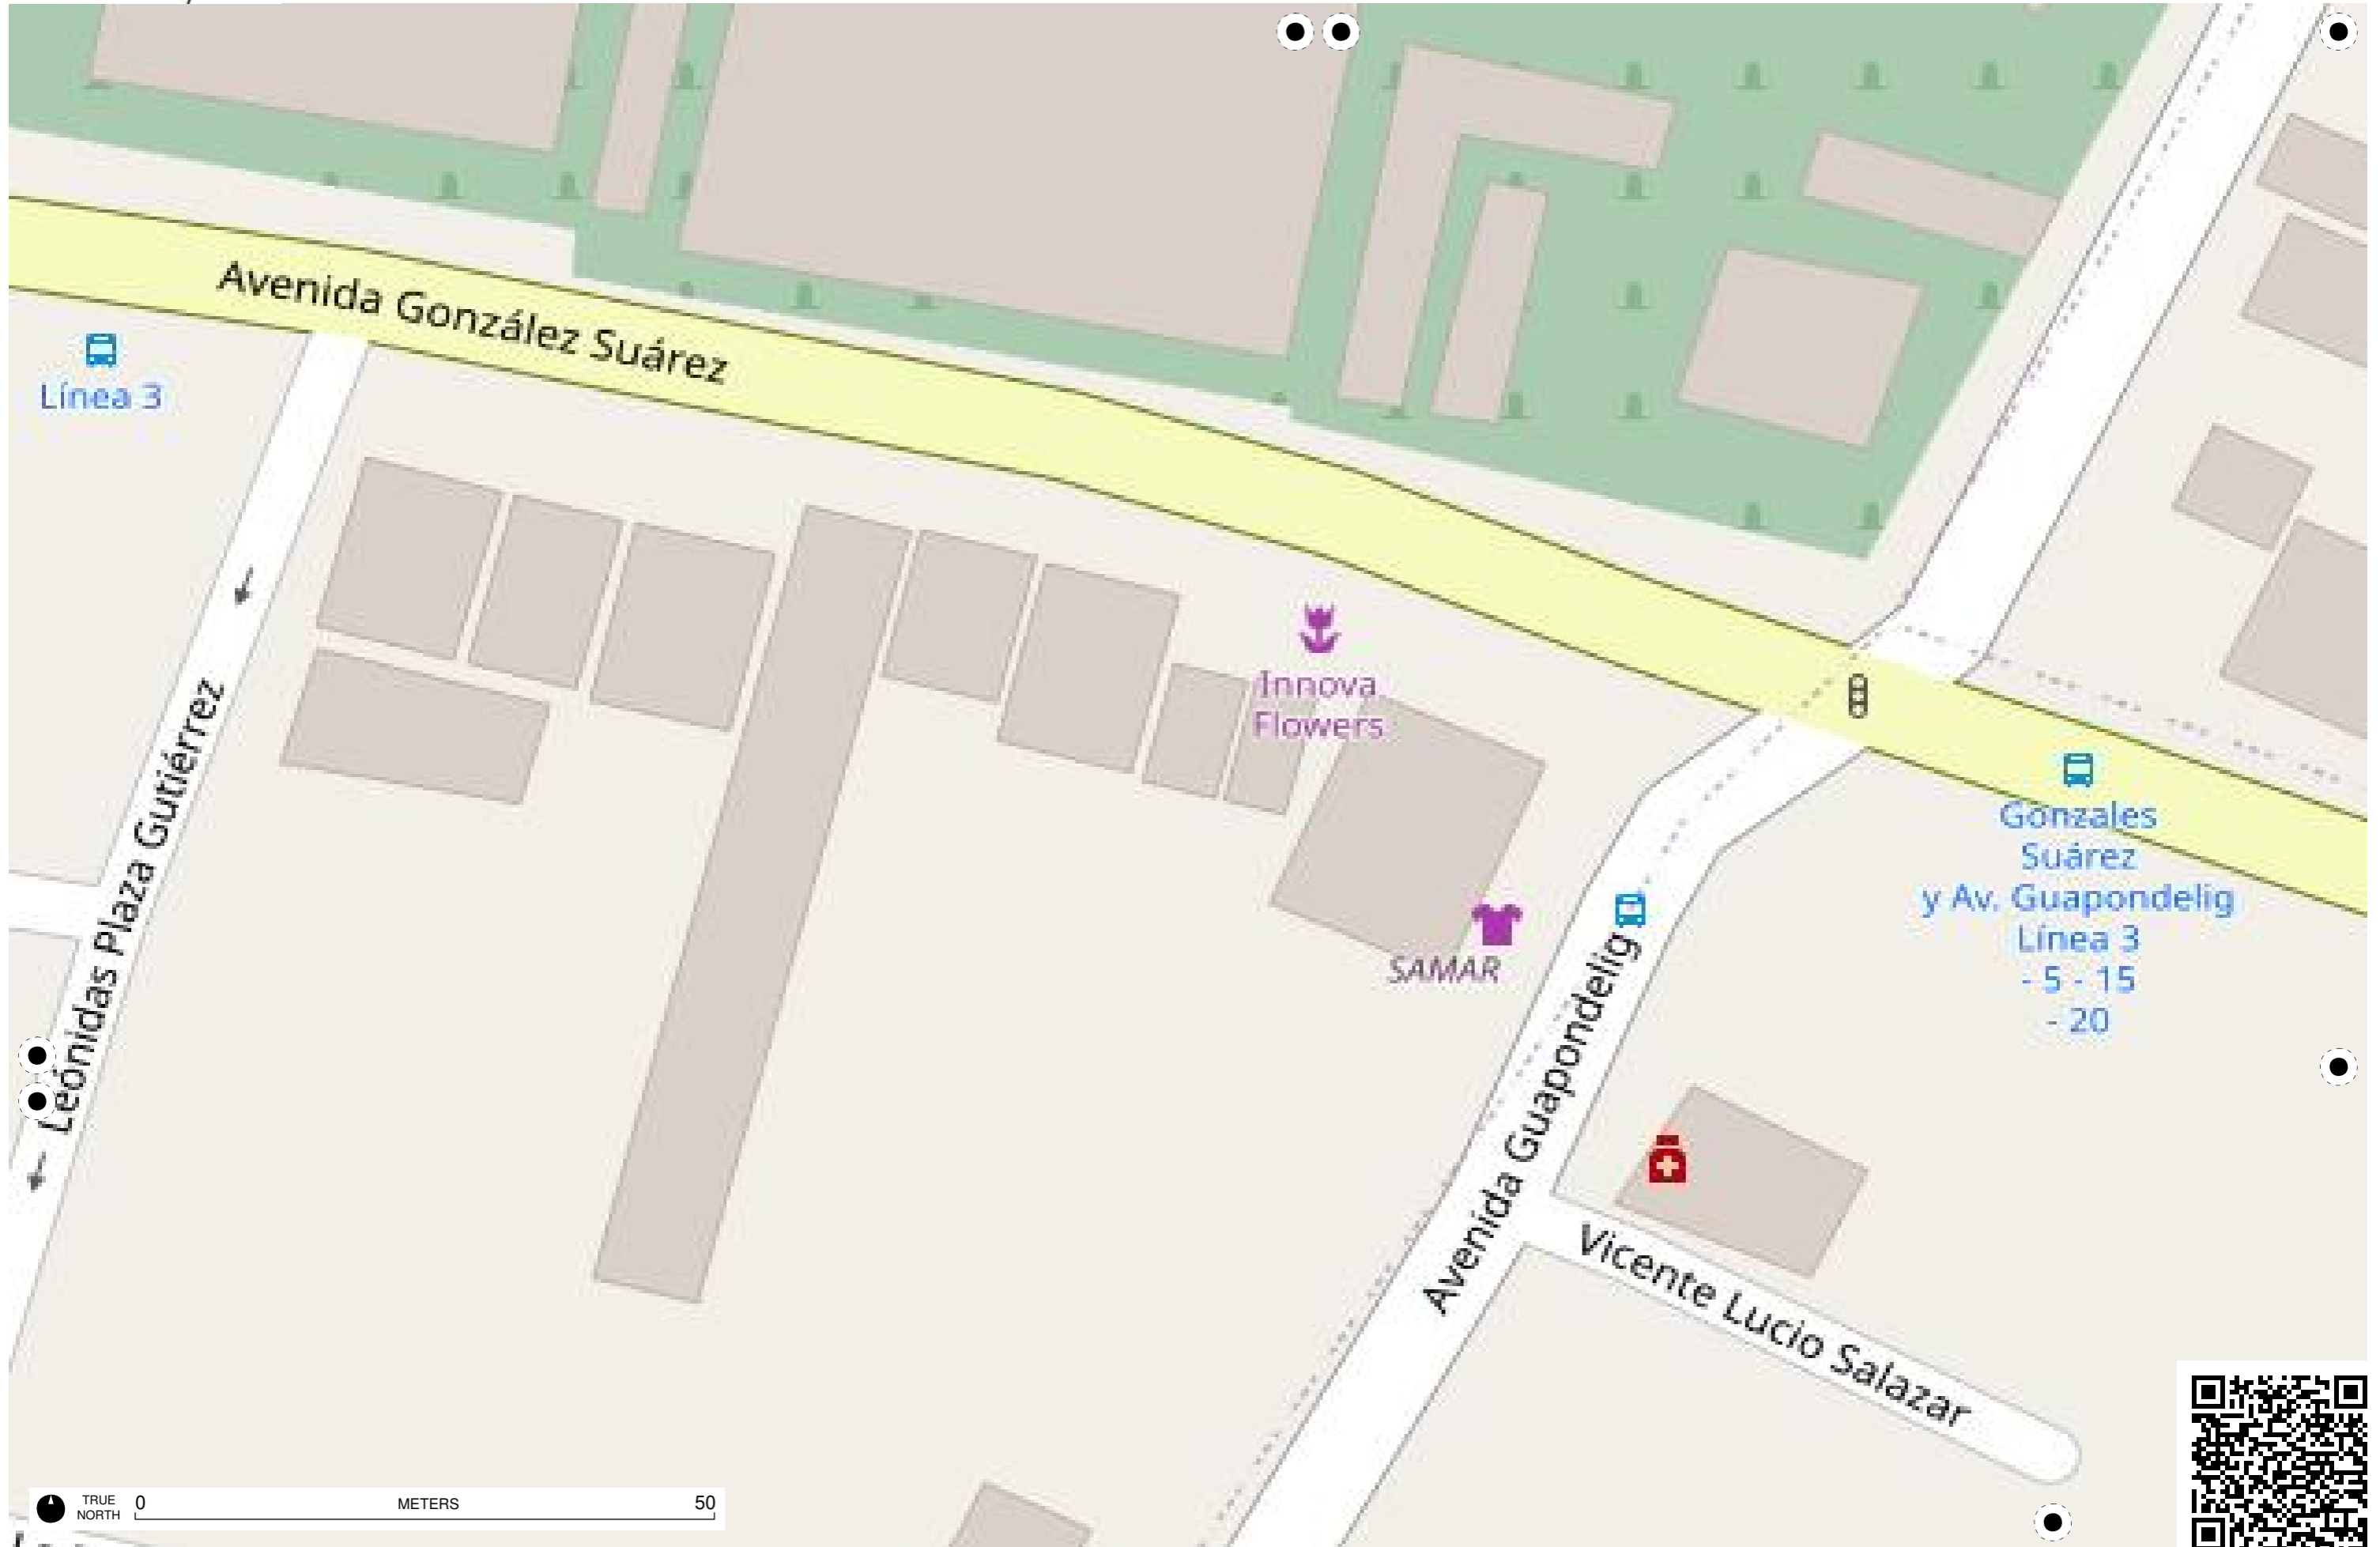 Avenida González Suárez
Línea 3
Innova
Flowers
Leónidas Plaza Gutiérrez
SAMAR
Avenida Guapondelig
Gonzales
Suárez
y Av. Guapondelig
Línea 3
- 5 - 15
- 20
Vicente Lucio Salazar
TRUE
NORTH
0 METERS 50